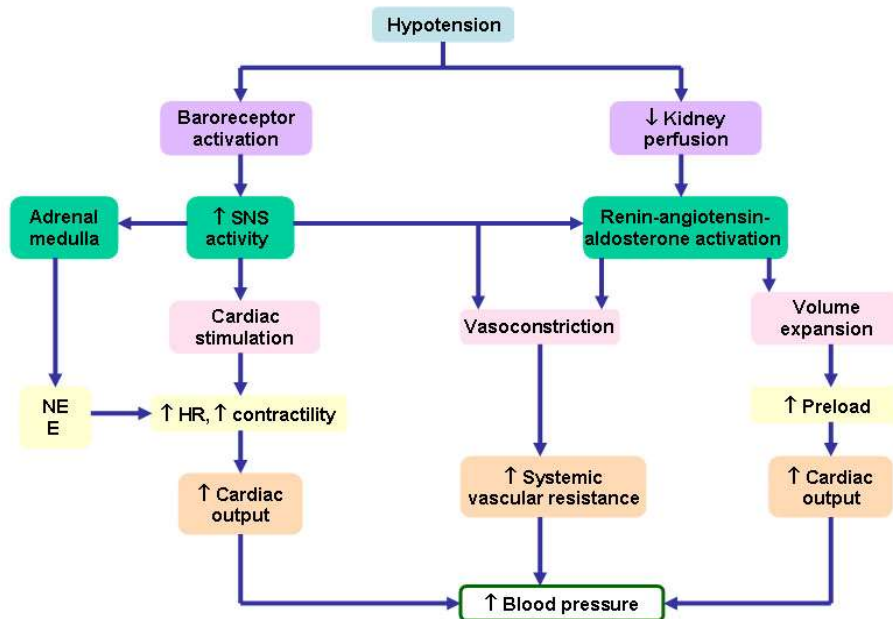 Hypotension
Baroreceptor
activation
↓ Kidney
perfusion
Adrenal
medulla
↑ SNS
activity
Renin-angiotensin-
aldosterone activation
Cardiac
stimulation
Vasoconstriction
Volume
expansion
NE
E
↑ HR, ↑ contractility
↑ Preload
↑ Cardiac
output
↑ Systemic
vascular resistance
↑ Cardiac
output
↑ Blood pressure